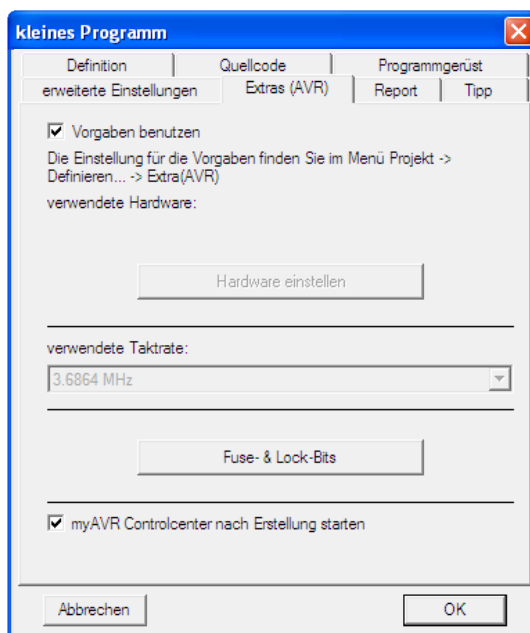 kleines Programm
Definition Quellcode Programmgerüst
erweiterte Einstellungen Extras (AVR) Report Tipp
Vorgaben benutzen
Die Einstellung für die Vorgaben finden Sie im Menü Projekt ->
Definieren... -> Extra(AVR)
verwendete Hardware:
Hardware einstellen
verwendete Taktrate:
3.6864 MHz
Fuse- & Lock-Bits
myAVR Controlcenter nach Erstellung starten
Abbrechen OK